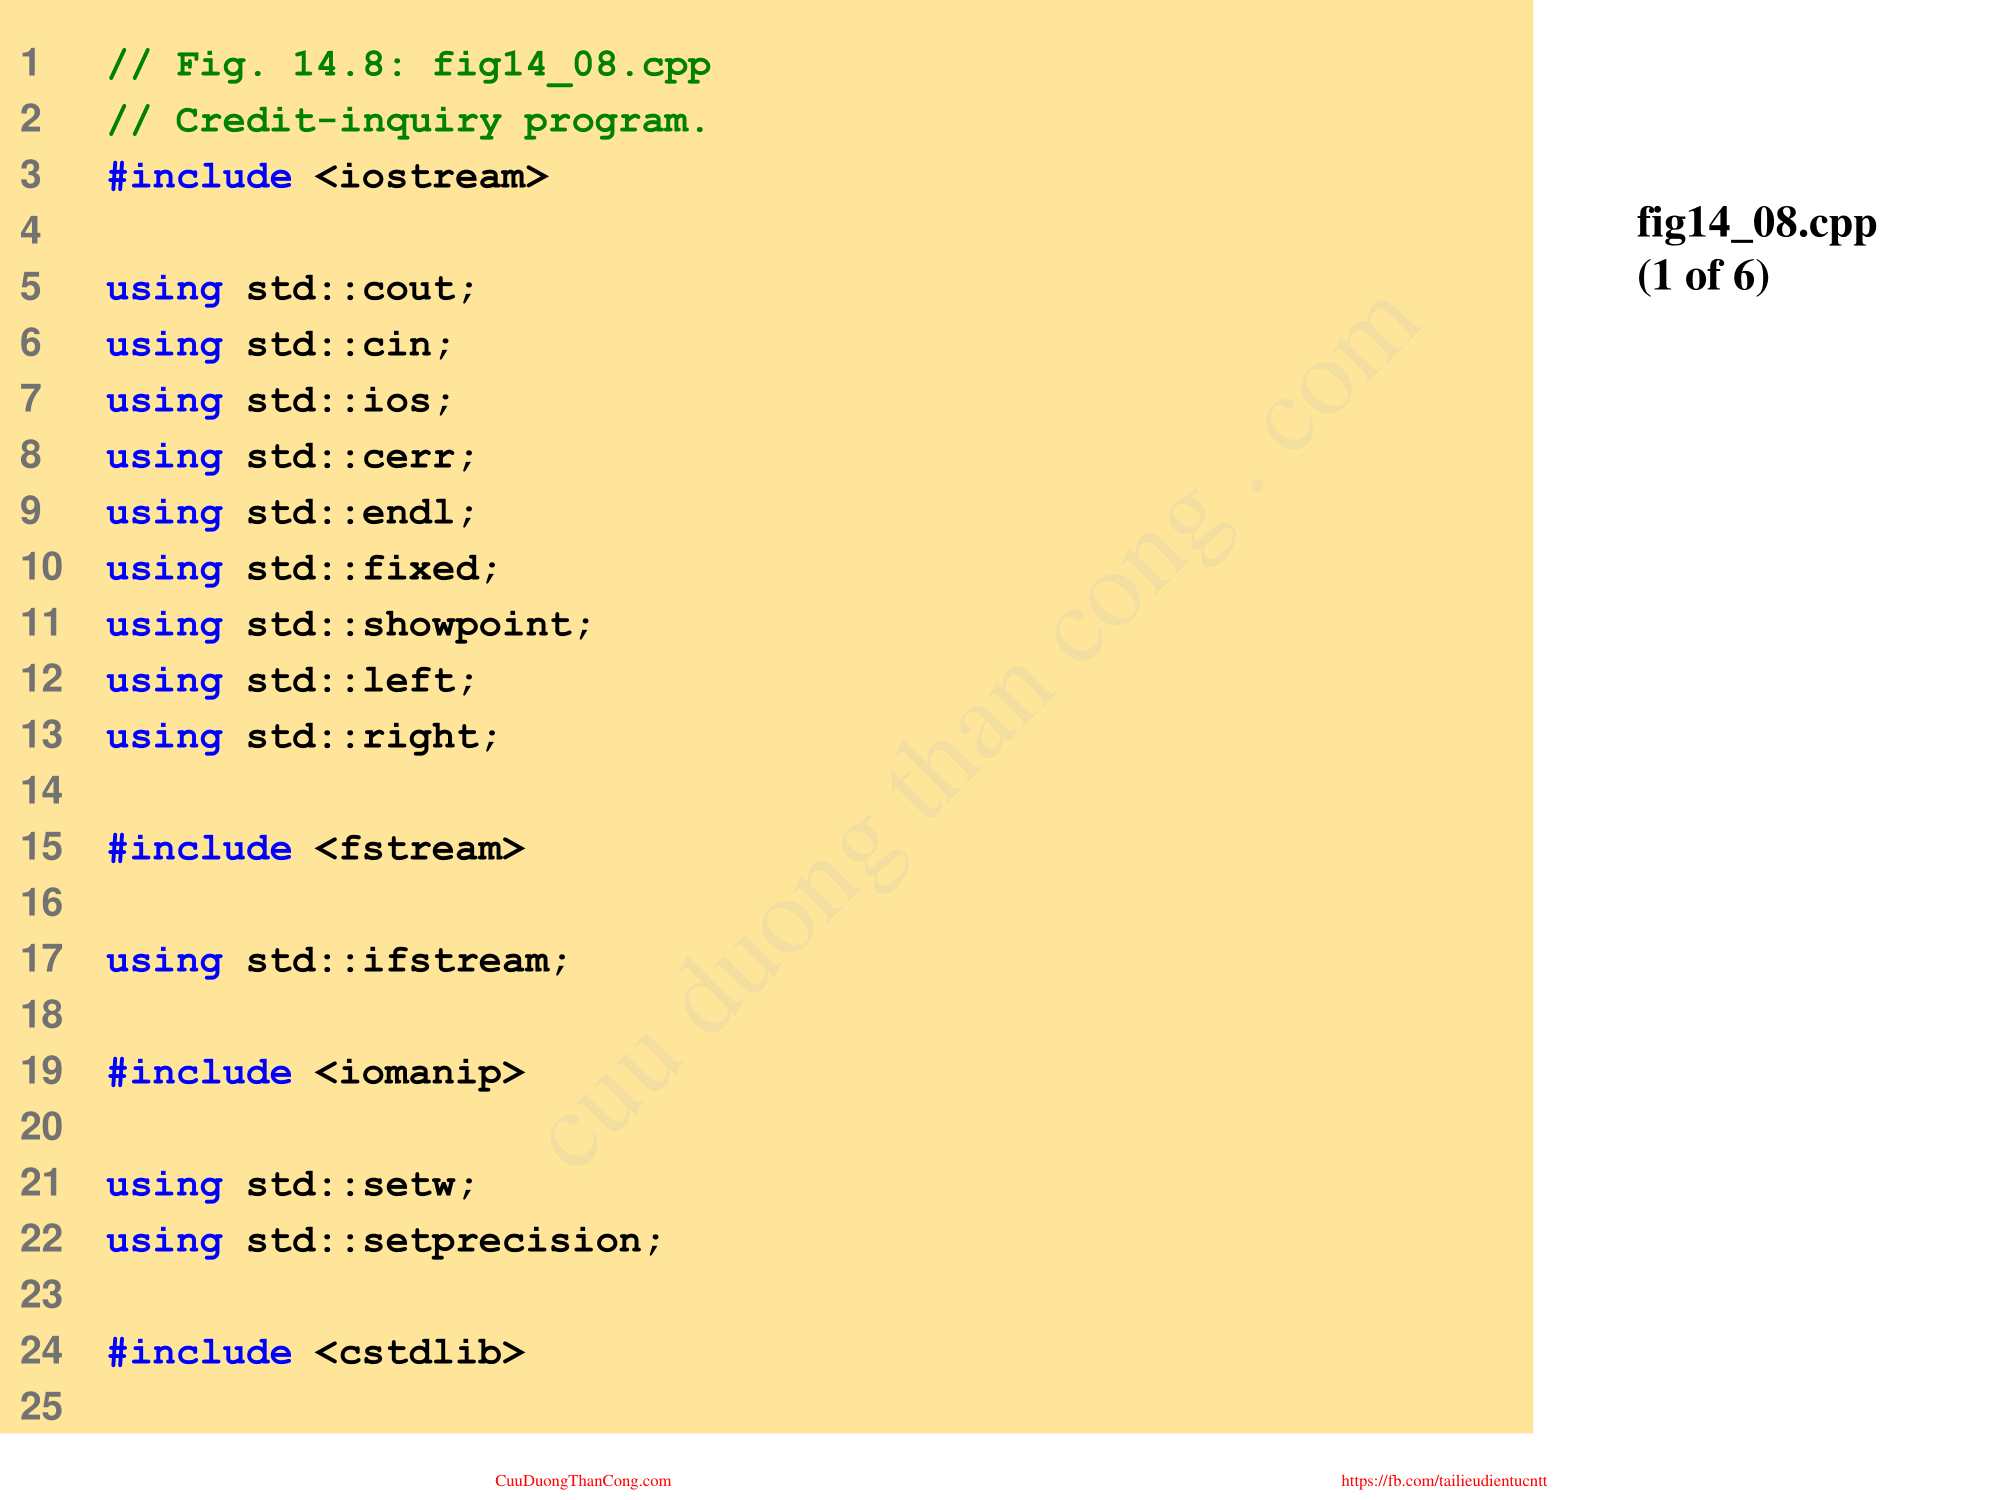 1 // Fig. 14.8: fig14_08.cpp
2 // Credit-inquiry program.
3 #include <iostream>
4
5 using std::cout;
6 using std::cin;
7 using std::ios;
8 using std::cerr;
9 using std::endl;
10 using std::fixed;
11 using std::showpoint;
12 using std::left;
13 using std::right;
14
15 #include <fstream>
16
17 using std::ifstream;
18
19 #include <iomanip>
20
21 using std::setw;
22 using std::setprecision;
23
24 #include <cstdlib>
25
fig14_08.cpp
(1 of 6)
cuu duong than cong . com
CuuDuongThanCong.com
https://fb.com/tailieudientucntt